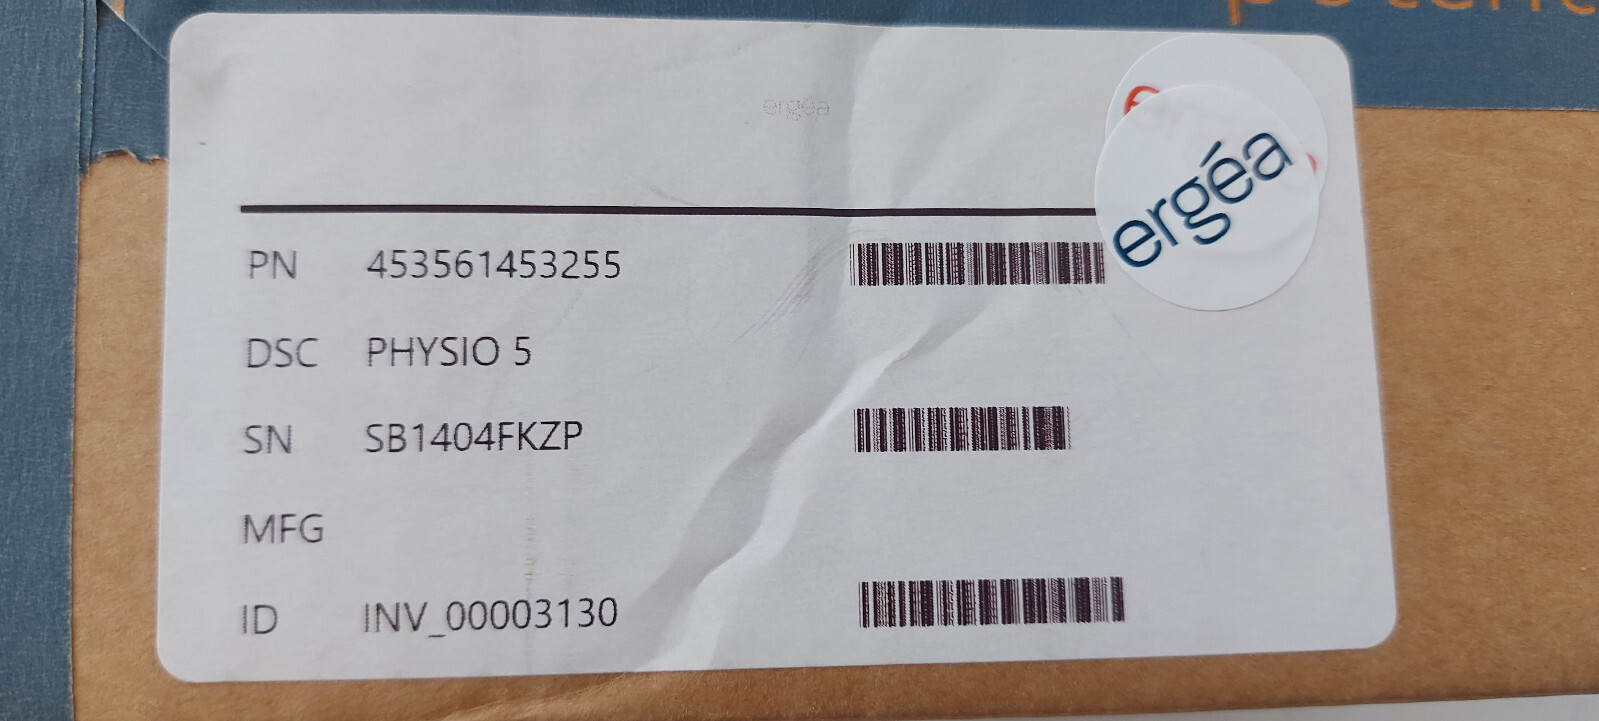 ergéa
ergéa
PN 453561453255
DSC PHYSIO 5
SN SB1404FKZP
MFG
ID INV_00003130